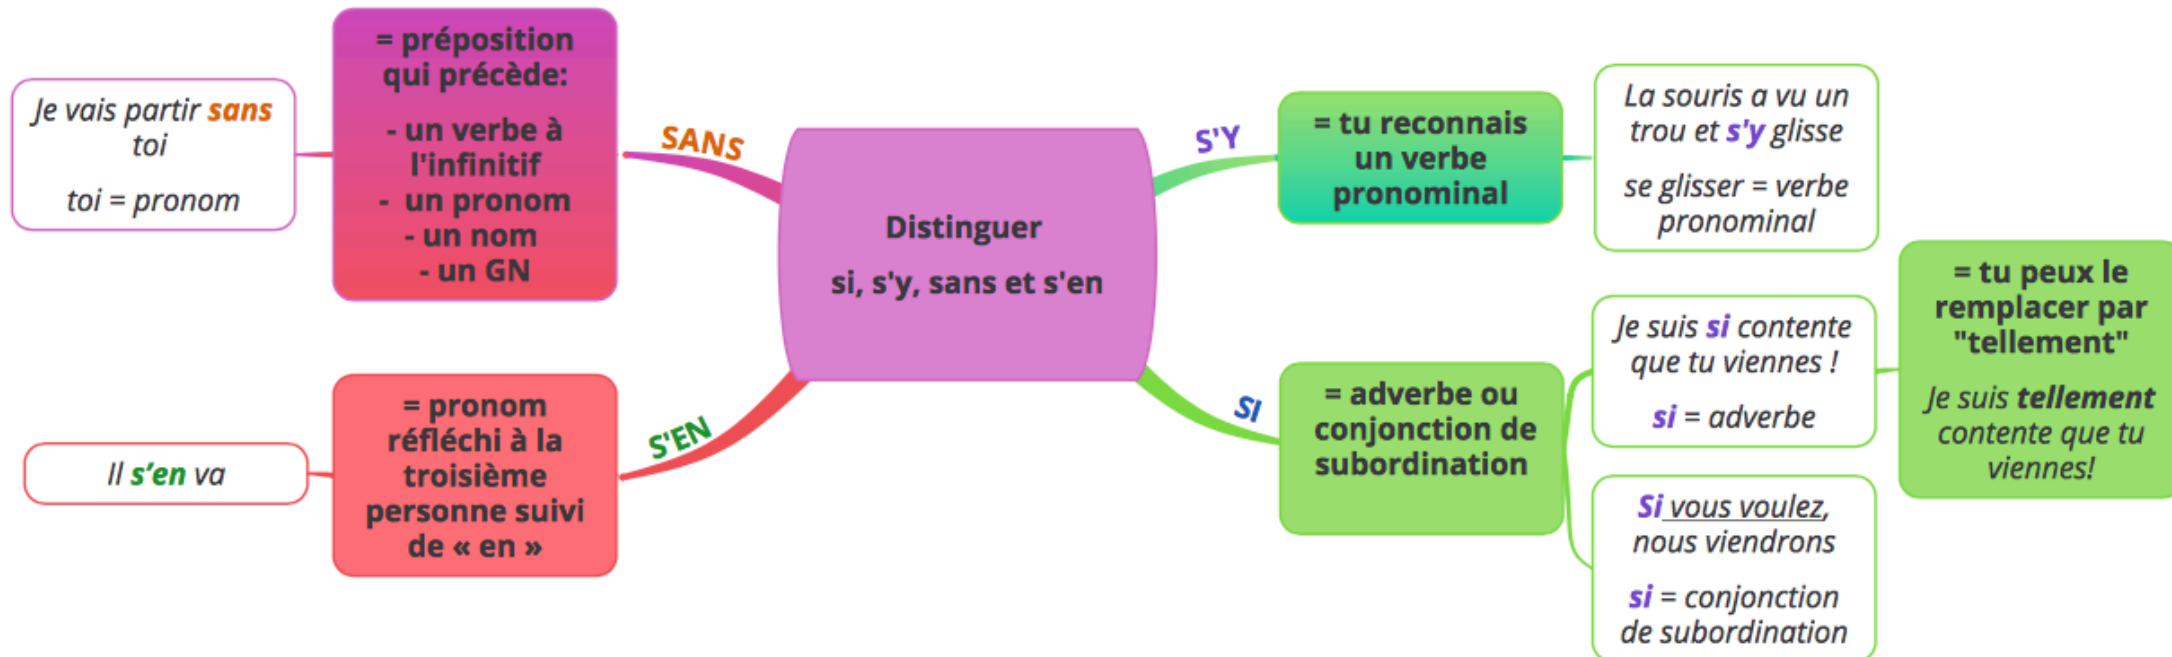 Distinguer
si, s'y, sans et s'en
SANS
= préposition
qui précède:
- un verbe à
l'infinitif
- un pronom
- un nom
- un GN
Je vais partir sans
toi
toi = pronom
S'EN
= pronom
réfléchi à la
troisième
personne suivi
de « en »
Il s’en va
S'Y
= tu reconnais
un verbe
pronominal
La souris a vu un
trou et s'y glisse
se glisser = verbe
pronominal
SI
= adverbe ou
conjonction de
subordination
Je suis si contente
que tu viennes !
si = adverbe
= tu peux le
remplacer par
"tellement"
Je suis tellement
contente que tu
viennes!
Si vous voulez,
nous viendrons
si = conjonction
de subordination